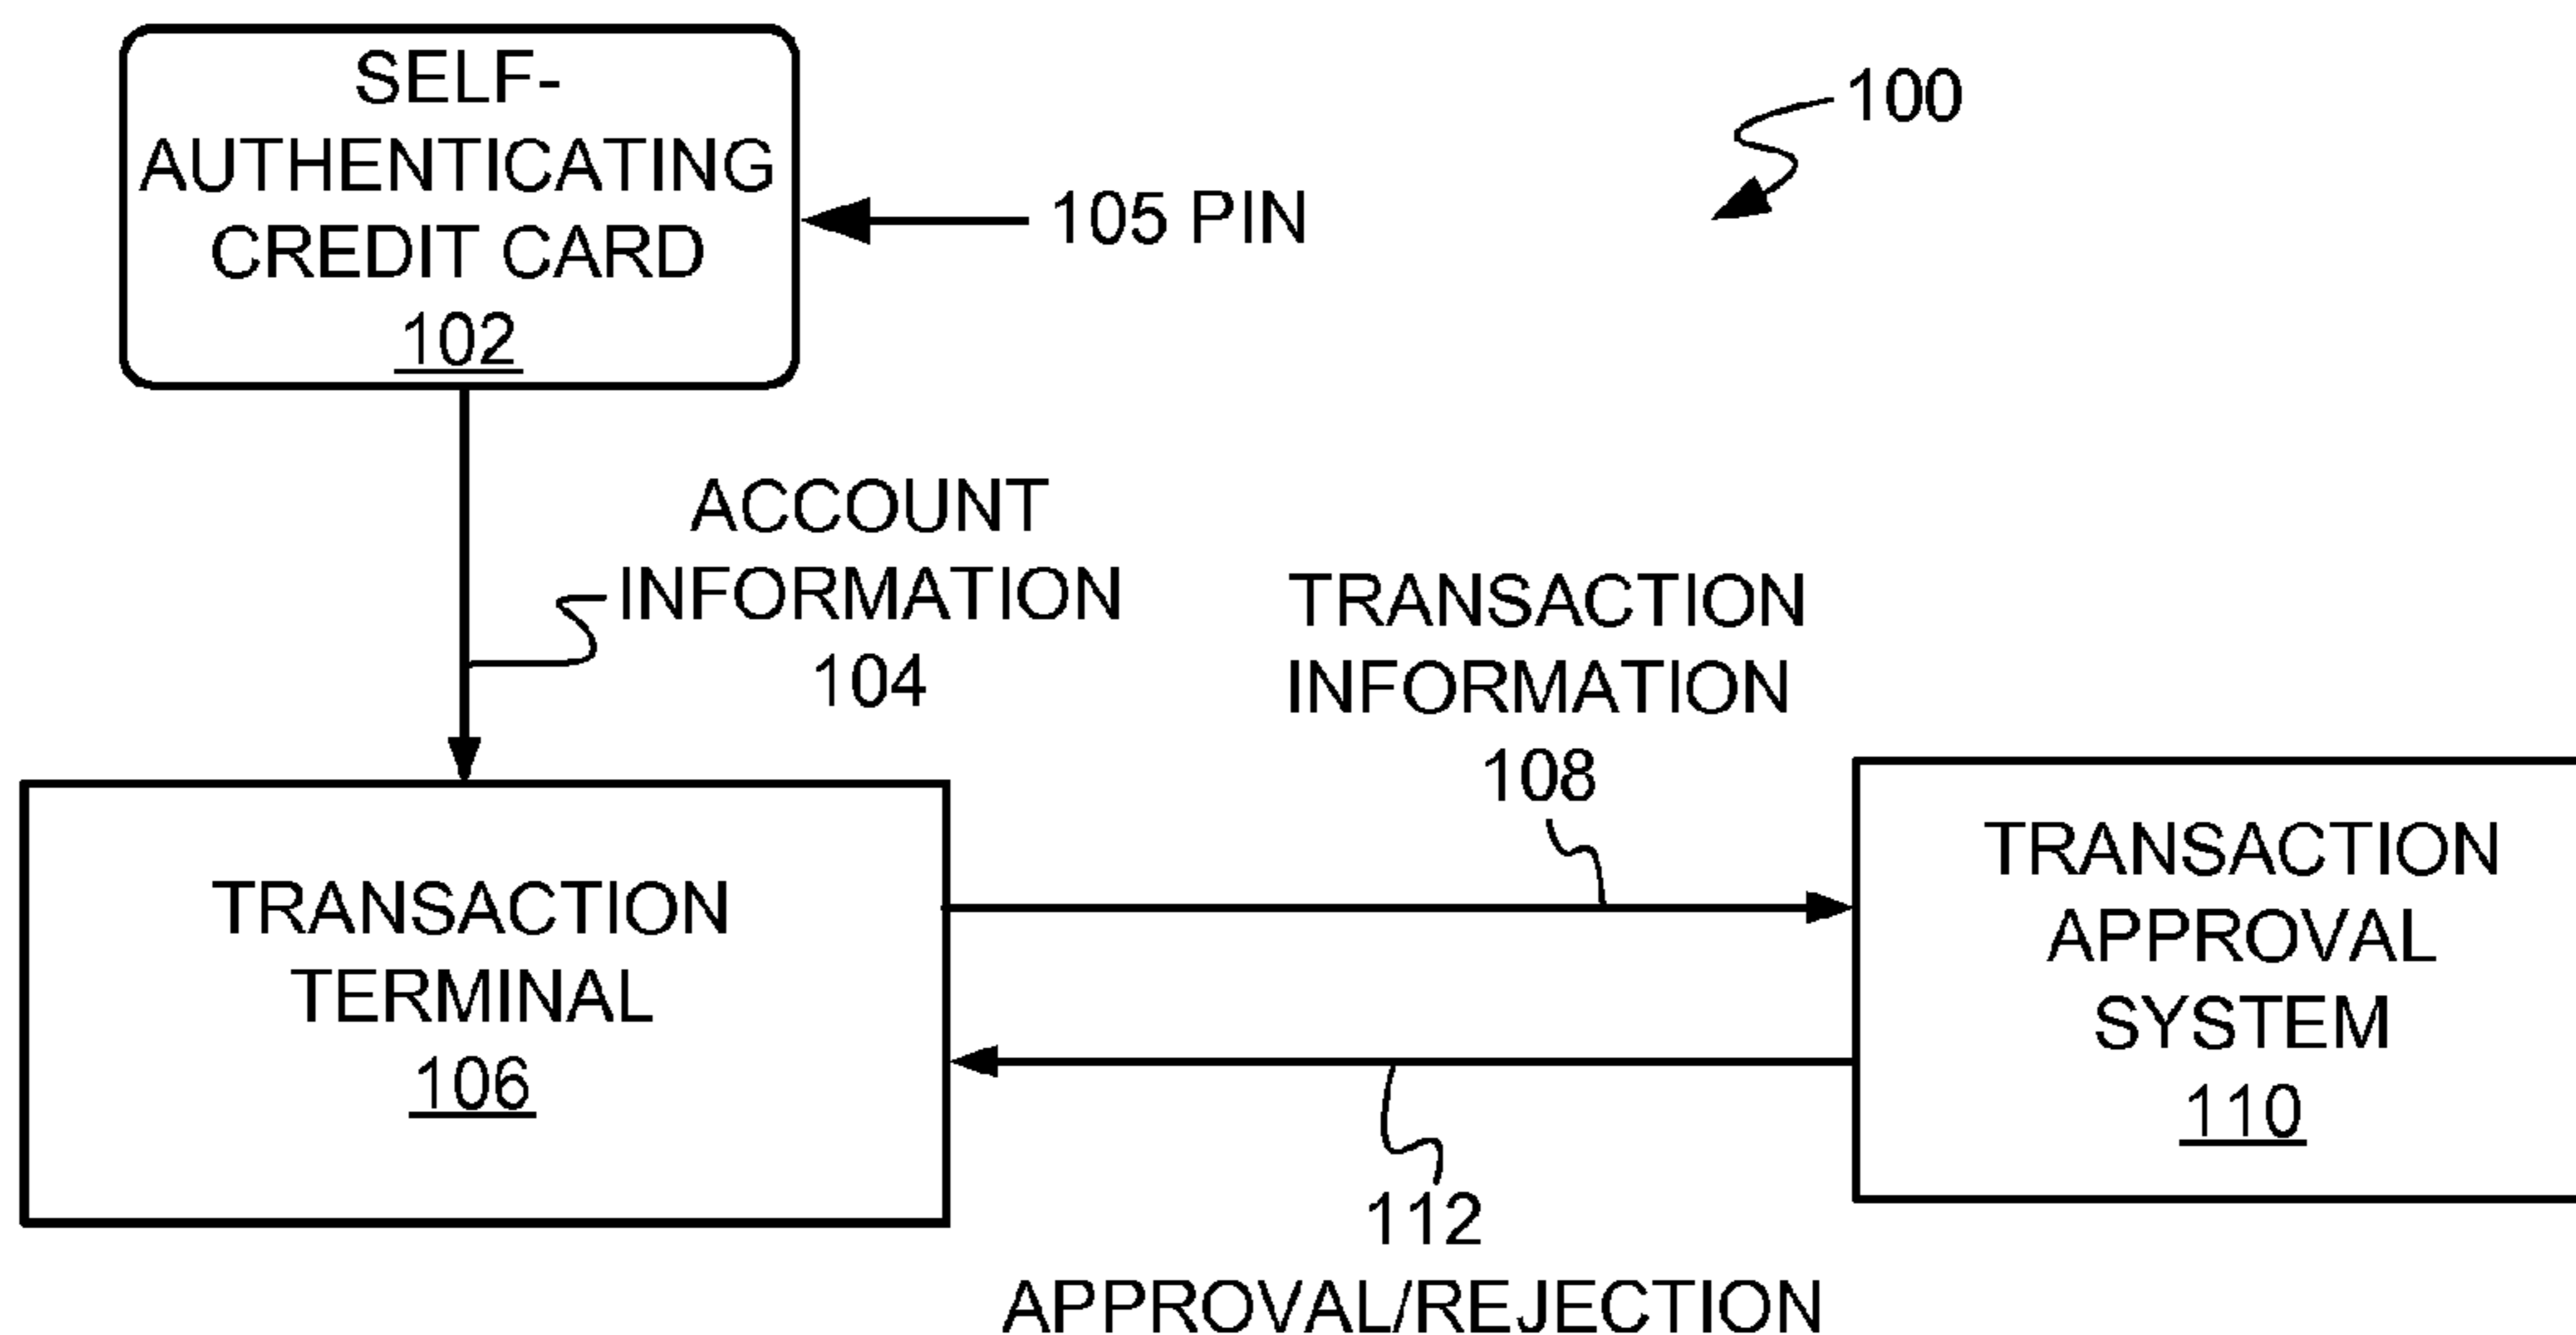 SELF-
AUTHENTICATING
CREDIT CARD
102
105 PIN
100
ACCOUNT
INFORMATION
104
TRANSACTION
INFORMATION
108
TRANSACTION
TERMINAL
106
TRANSACTION
APPROVAL
SYSTEM
110
112
APPROVAL/REJECTION